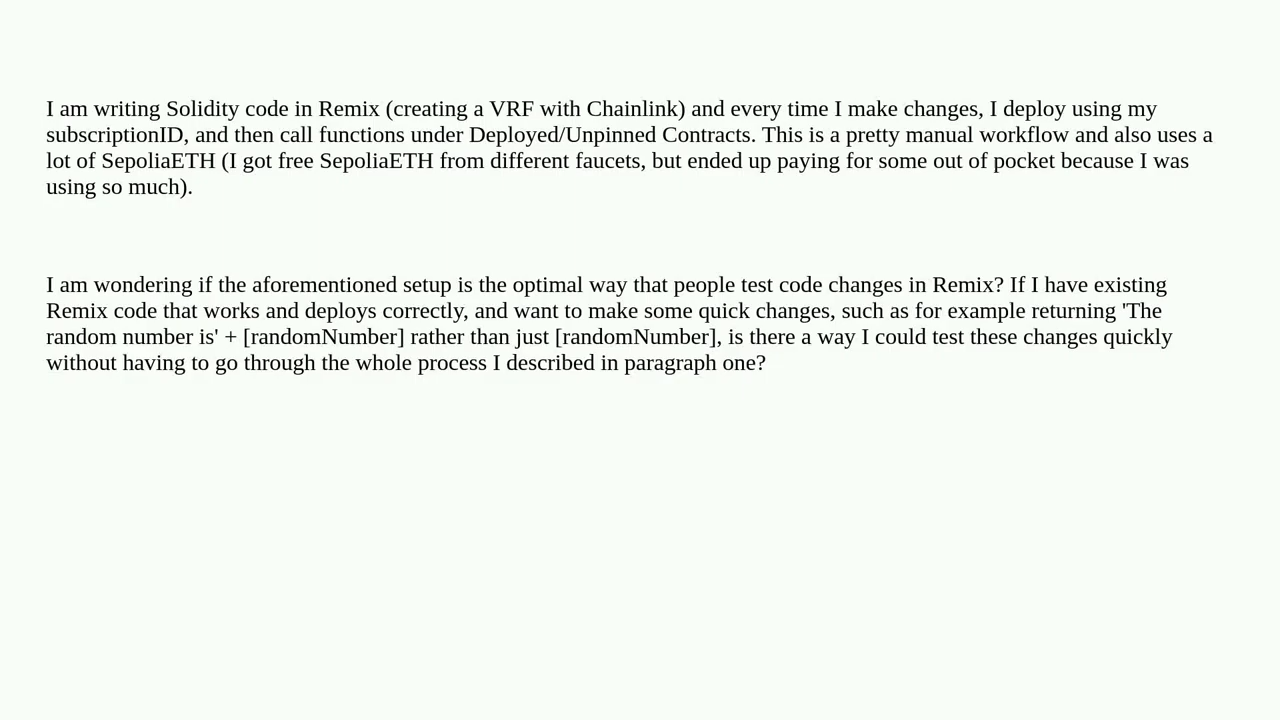 I am writing Solidity code in Remix (creating a VRF with Chainlink) and every time I make changes, I deploy using my
subscriptionID, and then call functions under Deployed/Unpinned Contracts. This is a pretty manual workflow and also uses a
lot of SepoliaETH (I got free SepoliaETH from different faucets, but ended up paying for some out of pocket because I was
using so much).
I am wondering if the aforementioned setup is the optimal way that people test code changes in Remix? If I have existing
Remix code that works and deploys correctly, and want to make some quick changes, such as for example returning 'The
random number is' + [randomNumber] rather than just [randomNumber], is there a way I could test these changes quickly
without having to go through the whole process I described in paragraph one?